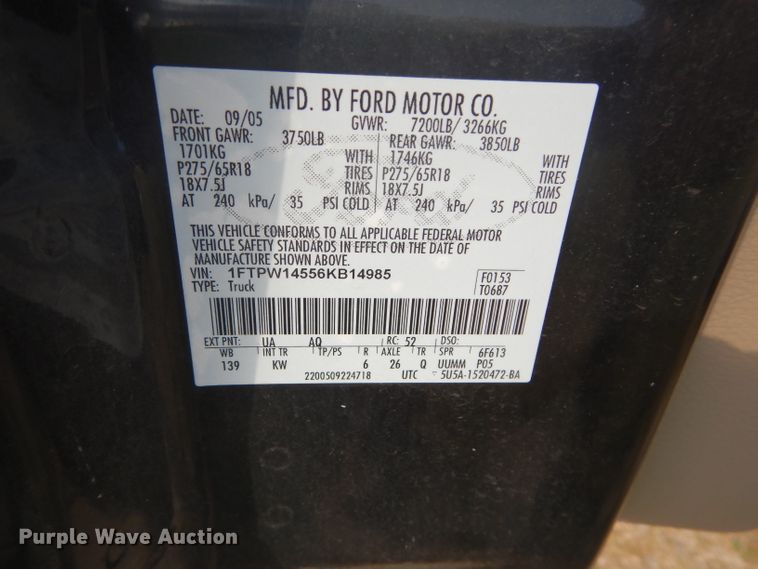 MFD. BY FORD MOTOR CO.
DATE: 09/05 GVWR: 7200LB/ 3266KG
FRONT GAWR: 3750LB REAR GAWR: 3850LB
1701KG WITH 1746KG WITH
P275/65R18 TIRES P275/65R18 TIRES
18X7.5J RIMS 18X7.5J RIMS
AT 240 kPa/ 35 PSI COLD AT 240 kPa/ 35 PSI COLD
THIS VEHICLE CONFORMS TO ALL APPLICABLE FEDERAL MOTOR
VEHICLE SAFETY STANDARDS IN EFFECT ON THE DATE OF
MANUFACTURE SHOWN ABOVE.
VIN: 1FTPW14556KB14985 F0153
TYPE: Truck T0687
EXT PNT: UA AQ RC: 52 DSO:
WB INT TR TP/PS R AXLE TR SPR 6F613
139 KW 6 26 Q UUMM P05
2200509224718 UTC 5U5A-1520472-BA
Purple Wave Auction